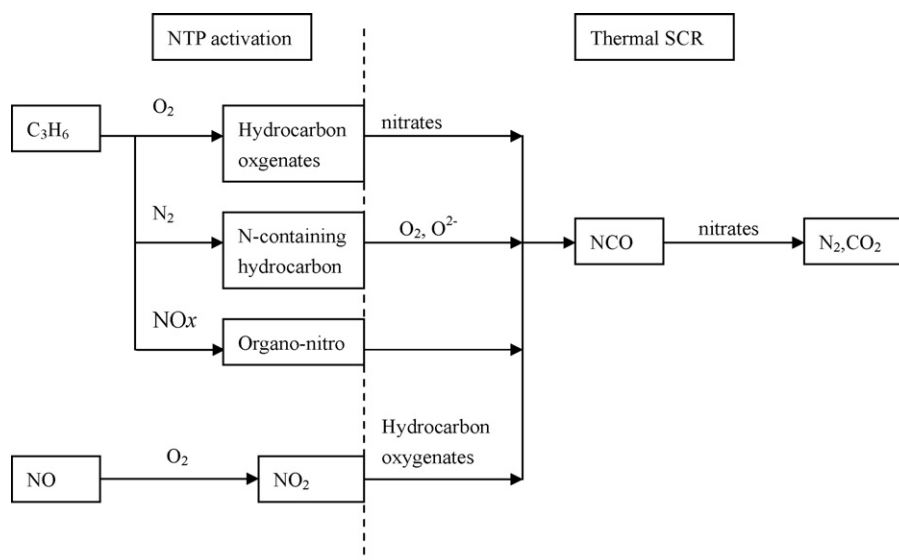 NTP activation
Thermal SCR
O₂
C₃H₆
Hydrocarbon
oxgenates
nitrates
N₂
N-containing
hydrocarbon
O₂, O²⁻
NCO
nitrates
N₂,CO₂
NOx
Organo-nitro
Hydrocarbon
oxygenates
O₂
NO
NO₂